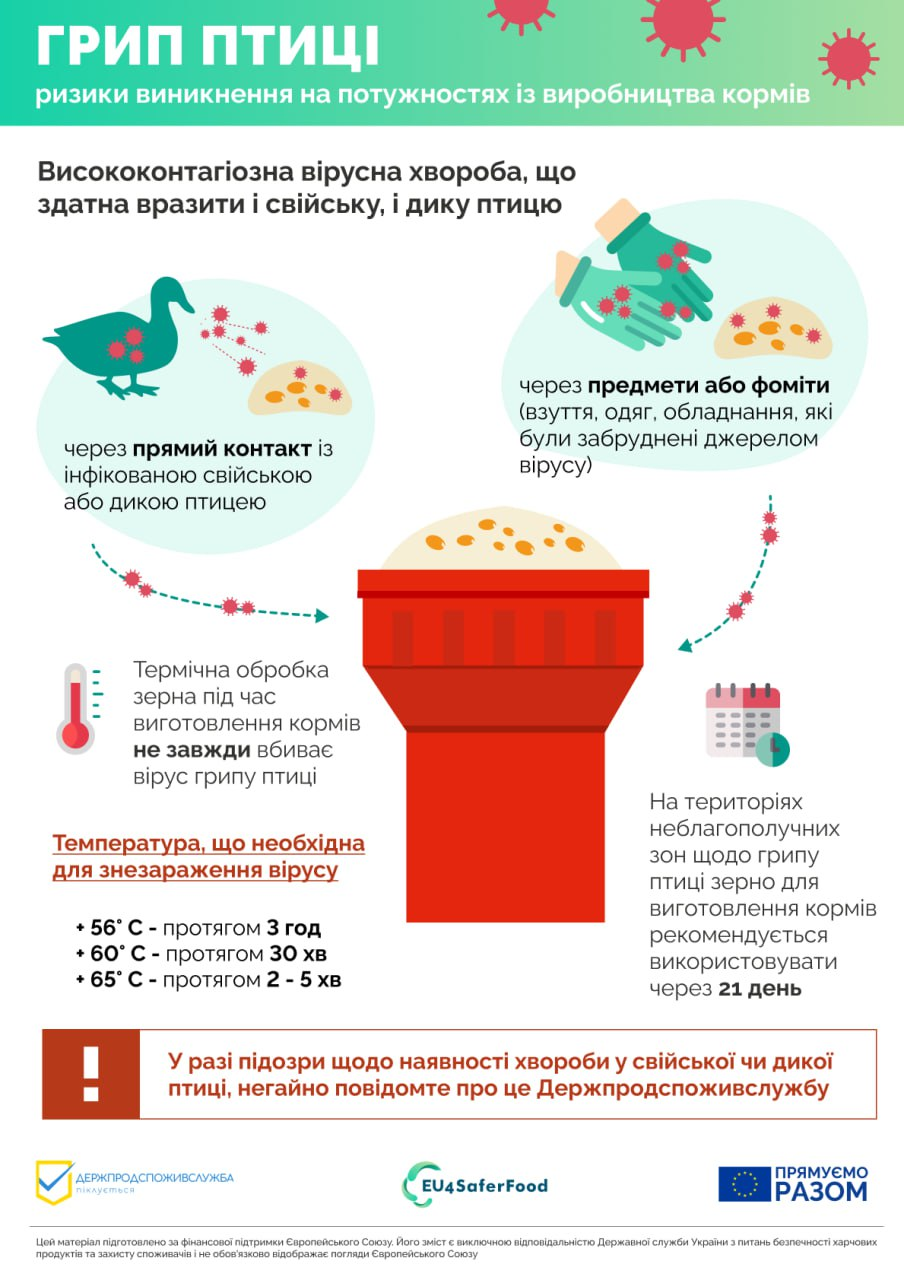 ГРИП ПТИЦІ
ризики виникнення на потужностях із виробництва кормів
Висококонтагіозна вірусна хвороба, що
здатна вразити і свійську, і дику птицю
через прямий контакт із
інфікованою свійською
або дикою птицею
через предмети або фоміти
(взуття, одяг, обладнання, які
були забруднені джерелом
вірусу)
Термічна обробка
зерна під час
виготовлення кормів
не завжди вбиває
вірус грипу птиці
Температура, що необхідна
для знезараження вірусу
+ 56° C - протягом 3 год
+ 60° C - протягом 30 хв
+ 65° C - протягом 2 - 5 хв
На територіях
неблагополучних
зон щодо грипу
птиці зерно для
виготовлення кормів
рекомендується
використовувати
через 21 день
!
У разі підозри щодо наявності хвороби у свійської чи дикої
птиці, негайно повідомте про це Держпродспоживслужбу
ДЕРЖПРОДСПОЖИВСЛУЖБА
піклується
EU4SaferFood
ПРЯМУЄМО
РАЗОМ
Цей матеріал підготовлено за фінансової підтримки Європейського Союзу. Його зміст є виключною відповідальністю Державної служби України з питань безпечності харчових
продуктів та захисту споживачів і не обов'язково відображає погляди Європейського Союзу